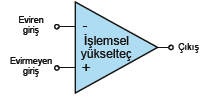 Eviren
giriş
-
İşlemsel
yükselteç
Çıkış
Evirmeyen
giriş
+